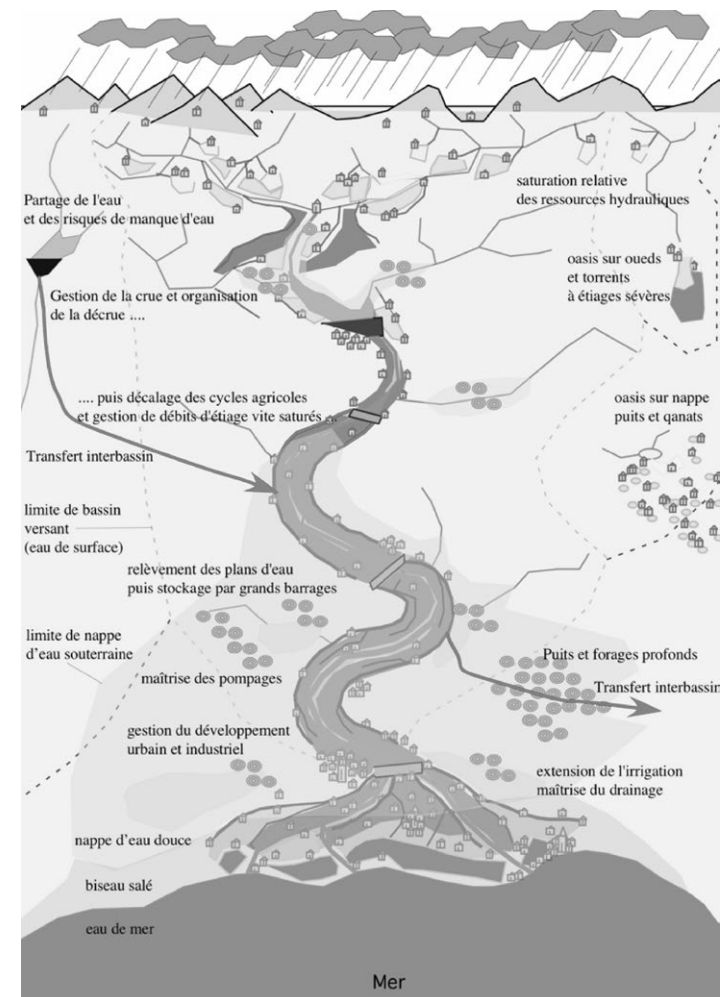 Partage de l'eau
et des risques de manque d'eau
saturation relative
des ressources hydrauliques
oasis sur oueds
et torrents
à étiages sévères
Gestion de la crue et organisation
de la décrue ....
.... puis décalage des cycles agricoles
et gestion de débits d'étiage vite saturés ...
oasis sur nappe
puits et qanats
Transfert interbassin
limite de bassin
versant
(eau de surface)
relèvement des plans d'eau
puis stockage par grands barrages
limite de nappe
d'eau souterraine
maîtrise des pompages
Puits et forages profonds
Transfert interbassin
gestion du développement
urbain et industriel
extension de l'irrigation
maîtrise du drainage
nappe d'eau douce
biseau salé
eau de mer
Mer